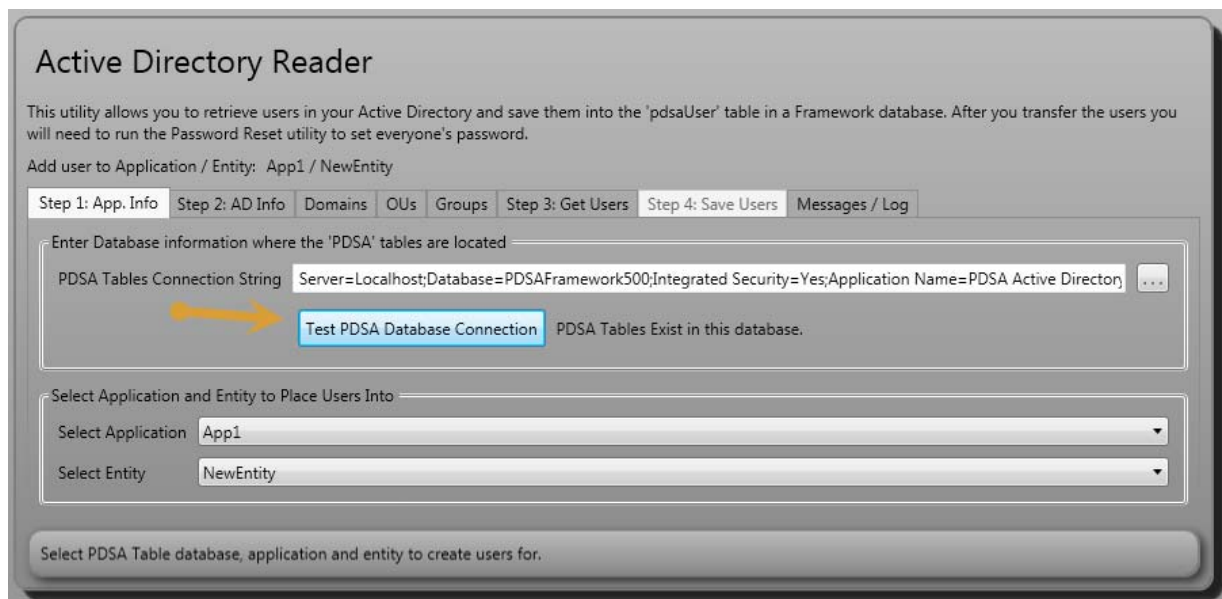 Active Directory Reader
This utility allows you to retrieve users in your Active Directory and save them into the 'pdsaUser' table in a Framework database. After you transfer the users you
will need to run the Password Reset utility to set everyone's password.
Add user to Application / Entity: App1 / NewEntity
Step 1: App. Info Step 2: AD Info Domains OUs Groups Step 3: Get Users Step 4: Save Users Messages / Log
Enter Database information where the 'PDSA' tables are located
PDSA Tables Connection String Server=Localhost;Database=PDSAFramework500;Integrated Security=Yes;Application Name=PDSA Active Directory ...
Test PDSA Database Connection PDSA Tables Exist in this database.
Select Application and Entity to Place Users Into
Select Application App1
Select Entity NewEntity
Select PDSA Table database, application and entity to create users for.